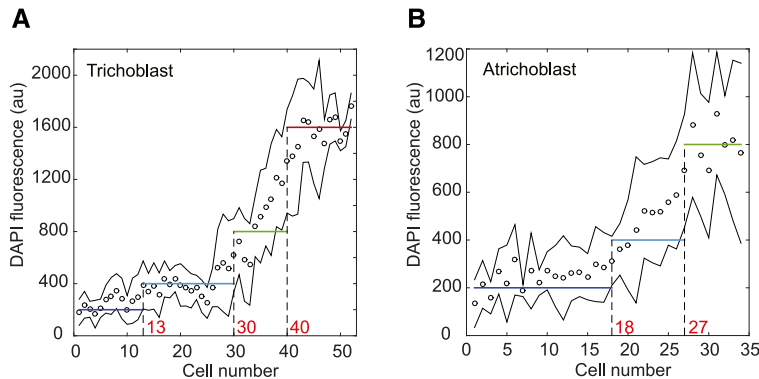 A
Trichoblast
DAPI fluorescence (au)
2000
1600
1200
800
400
0
13
30
40
0 10 20 30 40 50
Cell number
B
Atrichoblast
DAPI fluorescence (au)
1200
1000
800
600
400
200
0
18
27
0 5 10 15 20 25 30 35
Cell number